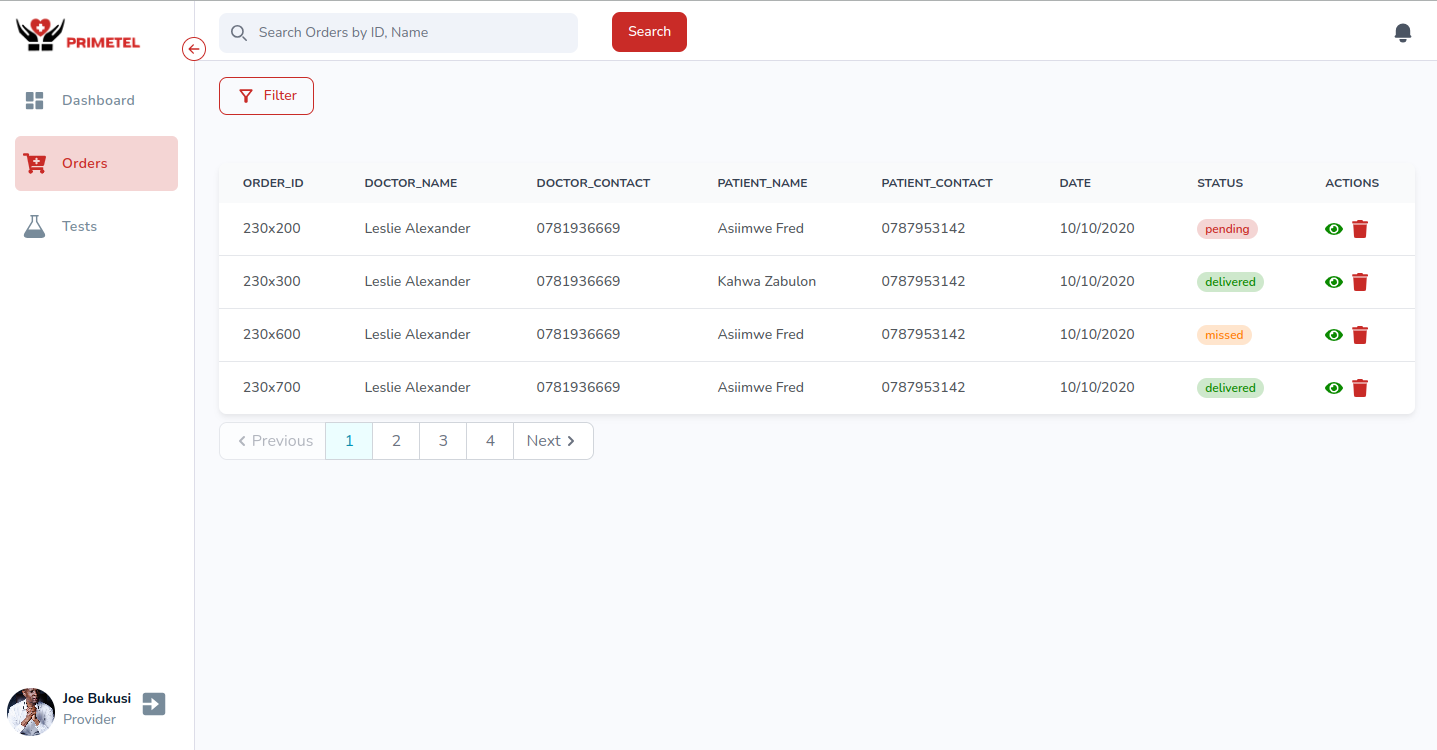 PRIMETEL
Search Orders by ID, Name
Search
Dashboard
Orders
Tests
Filter
ORDER_ID DOCTOR_NAME DOCTOR_CONTACT PATIENT_NAME PATIENT_CONTACT DATE STATUS ACTIONS
230x200 Leslie Alexander 0781936669 Asiimwe Fred 0787953142 10/10/2020 pending
230x300 Leslie Alexander 0781936669 Kahwa Zabulon 0787953142 10/10/2020 delivered
230x600 Leslie Alexander 0781936669 Asiimwe Fred 0787953142 10/10/2020 missed
230x700 Leslie Alexander 0781936669 Asiimwe Fred 0787953142 10/10/2020 delivered
Previous 1 2 3 4 Next
Joe Bukusi
Provider